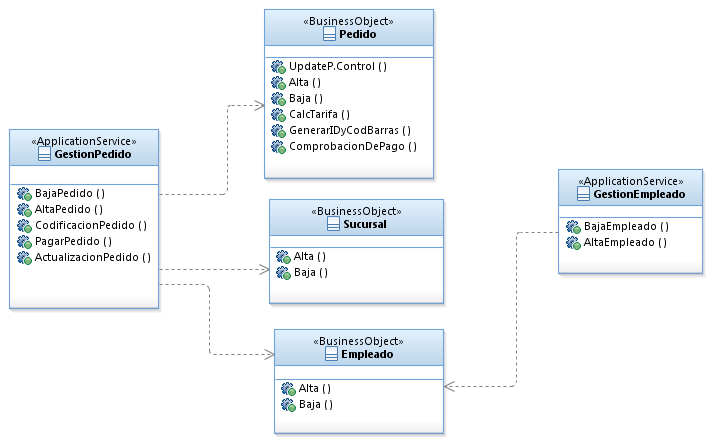 «BusinessObject»
Pedido
UpdateP.Control ( )
Alta ( )
Baja ( )
CalcTarifa ( )
GenerarIDyCodBarras ( )
ComprobacionDePago ( )
«ApplicationService»
GestionPedido
BajaPedido ( )
AltaPedido ( )
CodificacionPedido ( )
PagarPedido ( )
ActualizacionPedido ( )
«ApplicationService»
GestionEmpleado
BajaEmpleado ( )
AltaEmpleado ( )
«BusinessObject»
Sucursal
Alta ( )
Baja ( )
«BusinessObject»
Empleado
Alta ( )
Baja ( )